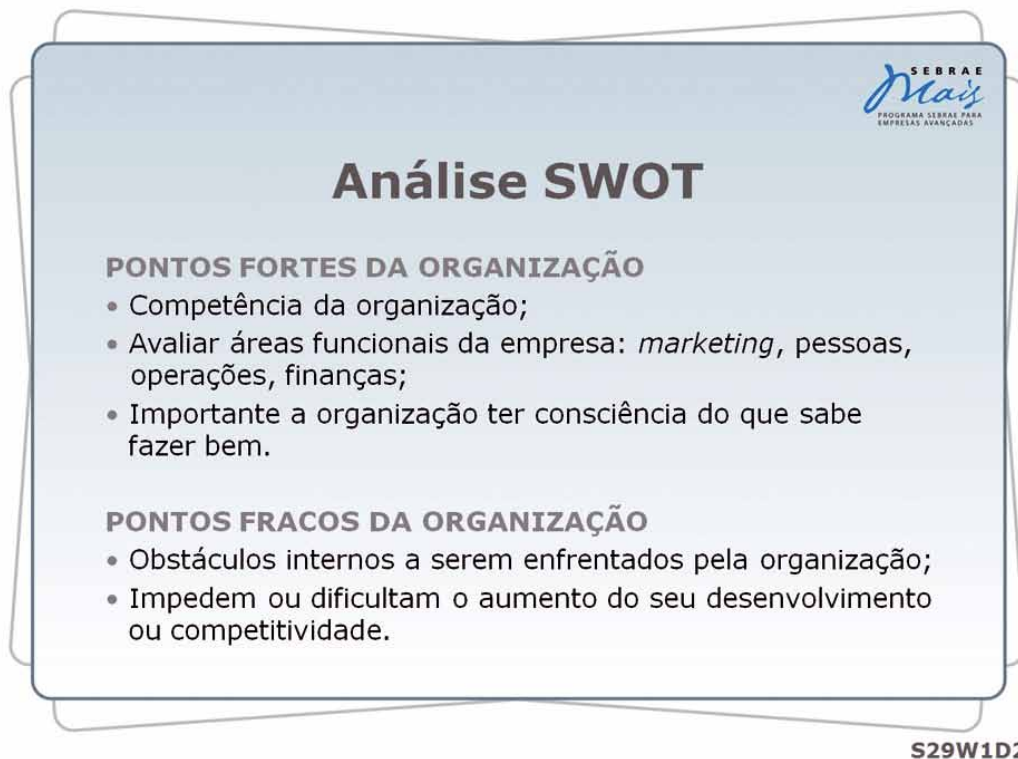 SEBRAE
Mais
PROGRAMA SEBRAE PARA
EMPRESAS AVANÇADAS
Análise SWOT
PONTOS FORTES DA ORGANIZAÇÃO
• Competência da organização;
• Avaliar áreas funcionais da empresa: marketing, pessoas,
operações, finanças;
• Importante a organização ter consciência do que sabe
fazer bem.
PONTOS FRACOS DA ORGANIZAÇÃO
• Obstáculos internos a serem enfrentados pela organização;
• Impedem ou dificultam o aumento do seu desenvolvimento
ou competitividade.
S29W1D2